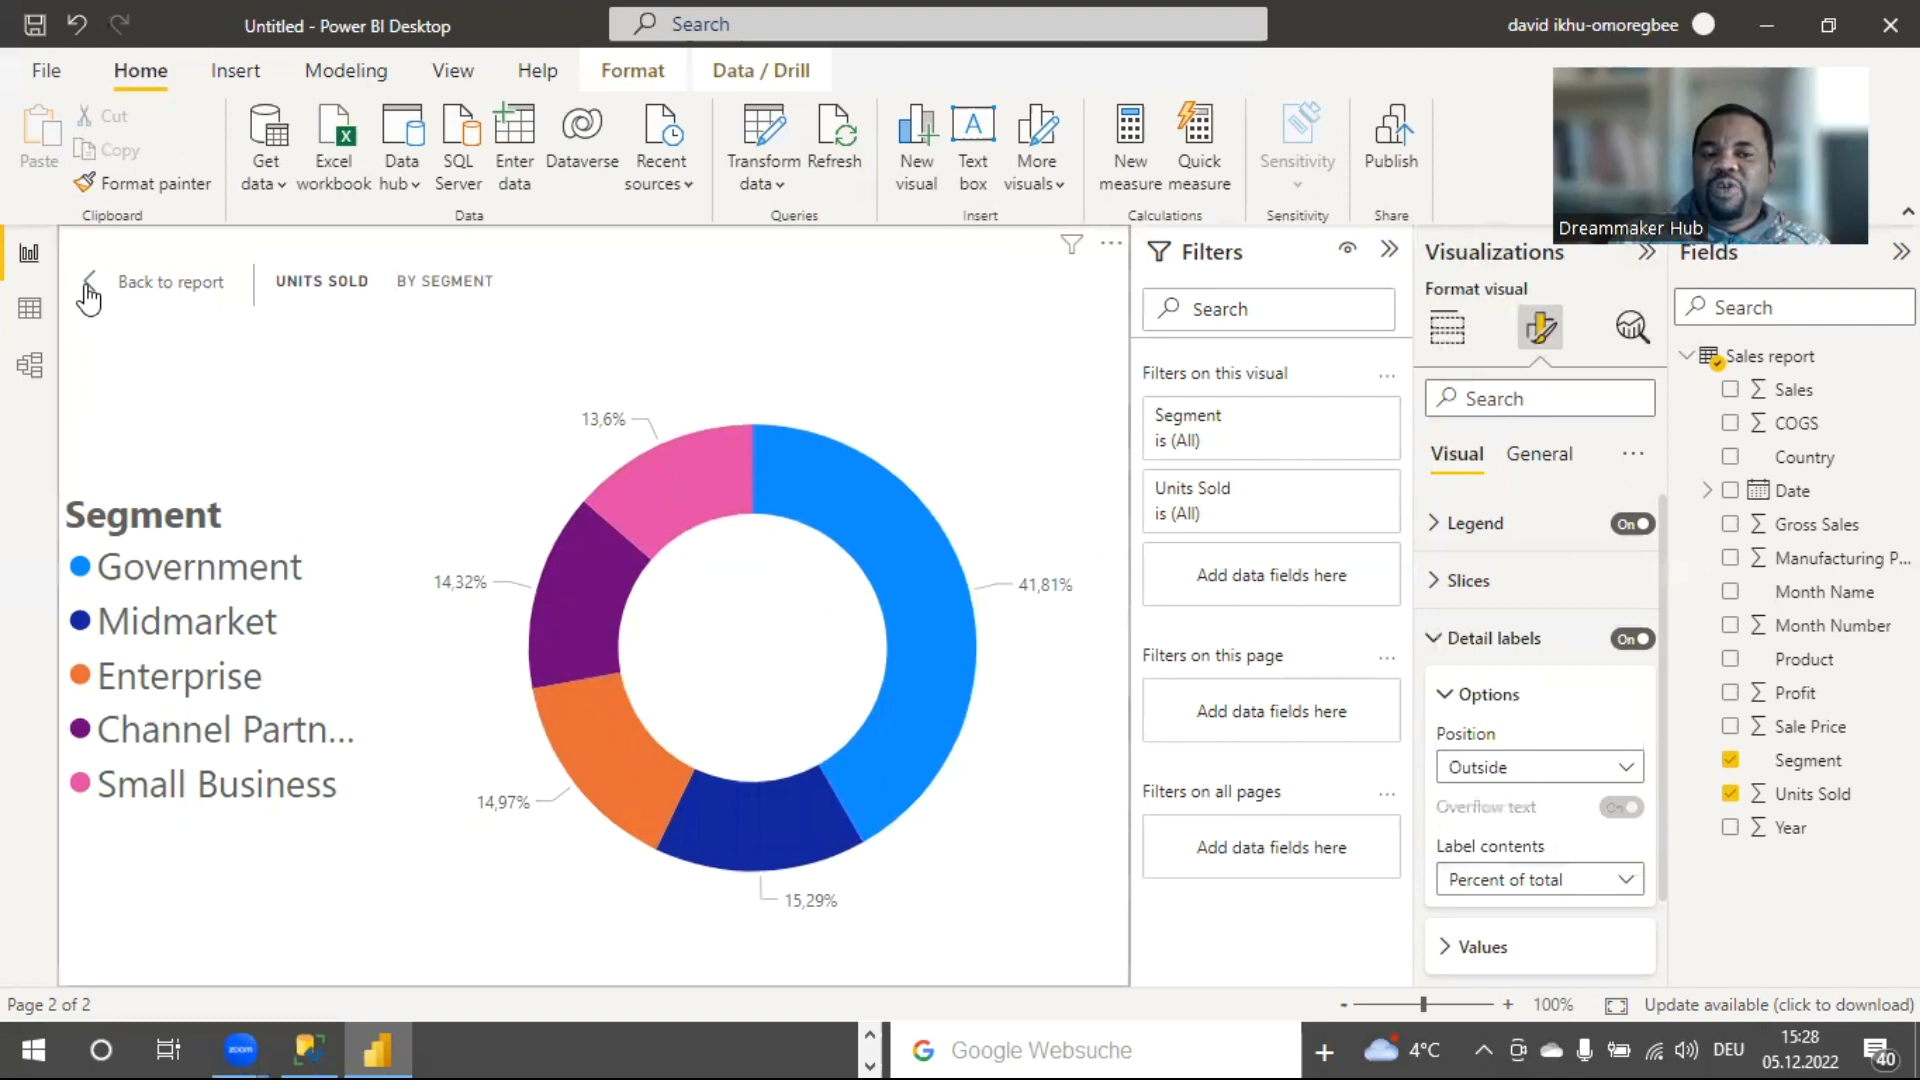 Untitled - Power BI Desktop
Search
david ikhu-omoregbee
File
Home
Insert
Modeling
View
Help
Format
Data / Drill
Paste
Cut
Copy
Format painter
Clipboard
Get
data
Excel
workbook
Data
hub
SQL
Server
Enter
data
Dataverse
Recent
sources
Data
Transform
data
Refresh
Queries
New
visual
Text
box
More
visuals
Insert
New
measure
Quick
measure
Calculations
Sensitivity
Sensitivity
Publish
Share
Dreammaker Hub
Back to report
UNITS SOLD
BY SEGMENT
Segment
Government
Midmarket
Enterprise
Channel Partn...
Small Business
13,6%
14,32%
41,81%
14,97%
15,29%
Filters
Search
Filters on this visual
Segment
is (All)
Units Sold
is (All)
Add data fields here
Filters on this page
Add data fields here
Filters on all pages
Add data fields here
Visualizations
Format visual
Search
Visual
General
Legend
On
Slices
Detail labels
On
Options
Position
Outside
Overflow text
On
Label contents
Percent of total
Values
Fields
Search
Sales report
Sales
COGS
Country
Date
Gross Sales
Manufacturing P...
Month Name
Month Number
Product
Profit
Sale Price
Segment
Units Sold
Year
Page 2 of 2
- + 100%
Update available (click to download)
zoom
Google Websuche
4°C
DEU
15:28
05.12.2022
40